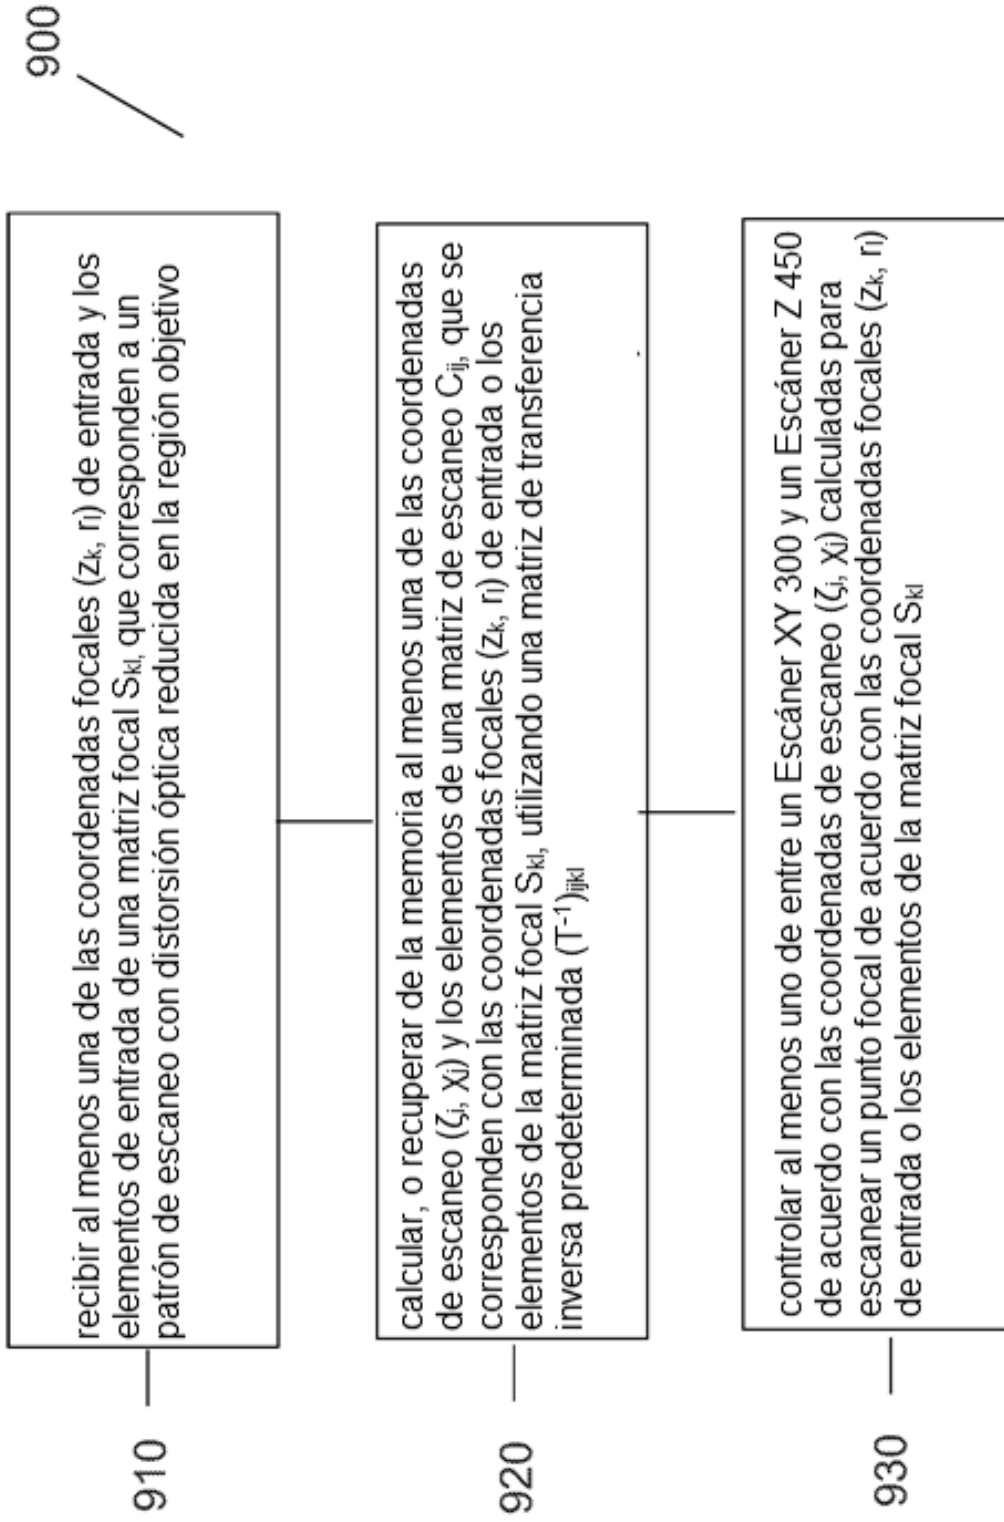 900
910
recibir al menos una de las coordenadas focales (zₖ, rₗ) de entrada y los
elementos de entrada de una matriz focal Sₖₗ, que corresponden a un
patrón de escaneo con distorsión óptica reducida en la región objetivo
920
calcular, o recuperar de la memoria al menos una de las coordenadas
de escaneo (ζᵢ, χⱼ) y los elementos de una matriz de escaneo Cᵢⱼ, que se
corresponden con las coordenadas focales (zₖ, rₗ) de entrada o los
elementos de la matriz focal Sₖₗ, utilizando una matriz de transferencia
inversa predeterminada (T⁻¹)ᵢⱼₖₗ
930
controlar al menos uno de entre un Escáner XY 300 y un Escáner Z 450
de acuerdo con las coordenadas de escaneo (ζᵢ, χⱼ) calculadas para
escanear un punto focal de acuerdo con las coordenadas focales (zₖ, rₗ)
de entrada o los elementos de la matriz focal Sₖₗ